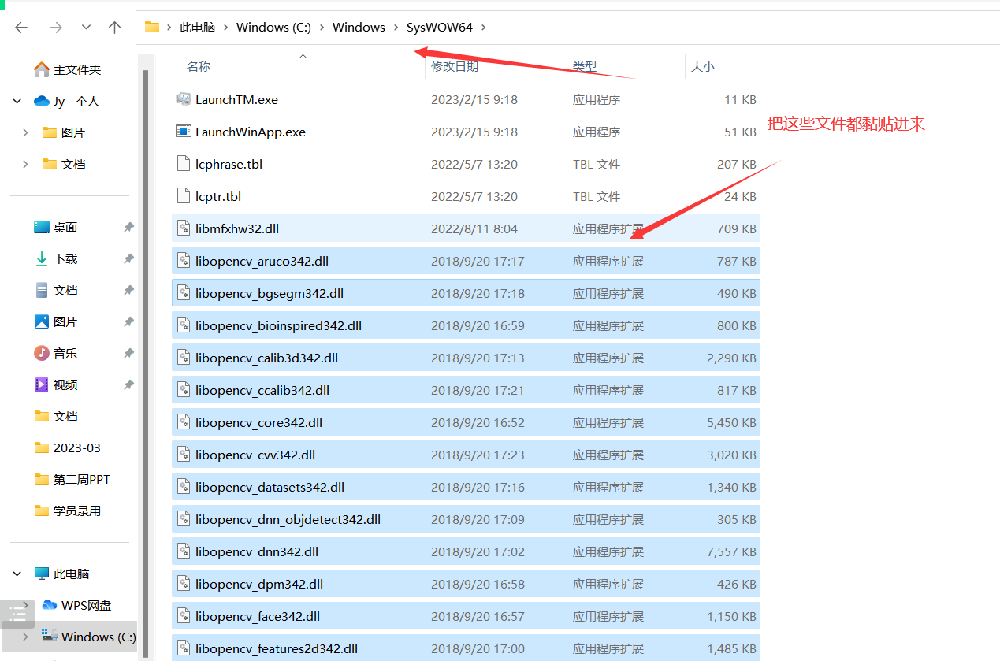 此电脑 Windows (C:) Windows SysWOW64
名称 修改日期 类型 大小
主文件夹
Jy - 个人
图片
文档
桌面
下载
文档
图片
音乐
视频
文档
2023-03
第二周PPT
学员录用
此电脑
WPS网盘
Windows (C:)
LaunchTM.exe 2023/2/15 9:18 应用程序 11 KB
LaunchWinApp.exe 2023/2/15 9:18 应用程序 51 KB
lcphrase.tbl 2022/5/7 13:20 TBL 文件 207 KB
lcptr.tbl 2022/5/7 13:20 TBL 文件 24 KB
libmfxhw32.dll 2022/8/11 8:04 应用程序扩展 709 KB
libopencv_aruco342.dll 2018/9/20 17:17 应用程序扩展 787 KB
libopencv_bgsegm342.dll 2018/9/20 17:18 应用程序扩展 490 KB
libopencv_bioinspired342.dll 2018/9/20 16:59 应用程序扩展 800 KB
libopencv_calib3d342.dll 2018/9/20 17:13 应用程序扩展 2,290 KB
libopencv_ccalib342.dll 2018/9/20 17:21 应用程序扩展 817 KB
libopencv_core342.dll 2018/9/20 16:52 应用程序扩展 5,450 KB
libopencv_cvv342.dll 2018/9/20 17:23 应用程序扩展 3,020 KB
libopencv_datasets342.dll 2018/9/20 17:16 应用程序扩展 1,340 KB
libopencv_dnn_objdetect342.dll 2018/9/20 17:09 应用程序扩展 305 KB
libopencv_dnn342.dll 2018/9/20 17:02 应用程序扩展 7,557 KB
libopencv_dpm342.dll 2018/9/20 16:58 应用程序扩展 426 KB
libopencv_face342.dll 2018/9/20 16:57 应用程序扩展 1,150 KB
libopencv_features2d342.dll 2018/9/20 17:00 应用程序扩展 1,485 KB
把这些文件都黏贴进来